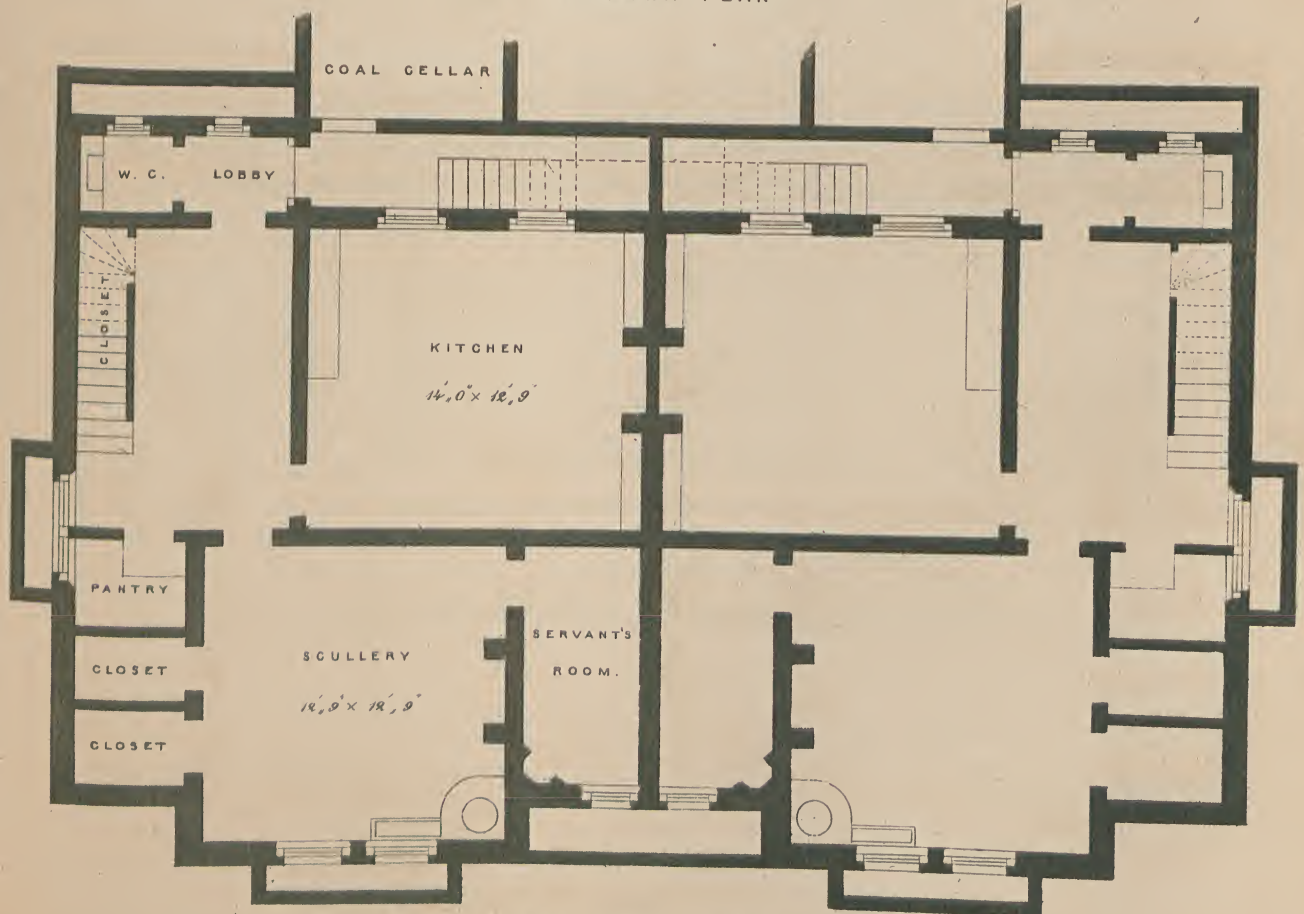 PLAN
COAL CELLAR
W. C.
LOBBY
CLOSET
KITCHEN
14',0" × 12',9"
PANTRY
SERVANT'S
ROOM.
SCULLERY
12',9" × 12',9"
CLOSET
CLOSET